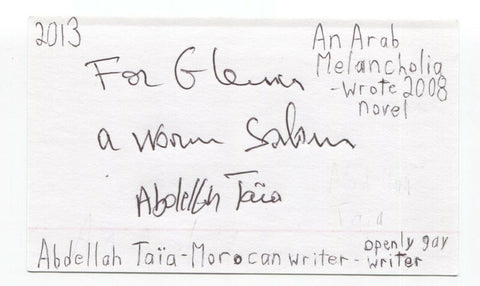 2013
An Arab
Melancholia
-wrote 2008
novel
For Glenn
a warm Salam
Abdellah Taïa
Abdellah Taïa-Morocan writer-openly gay
writer